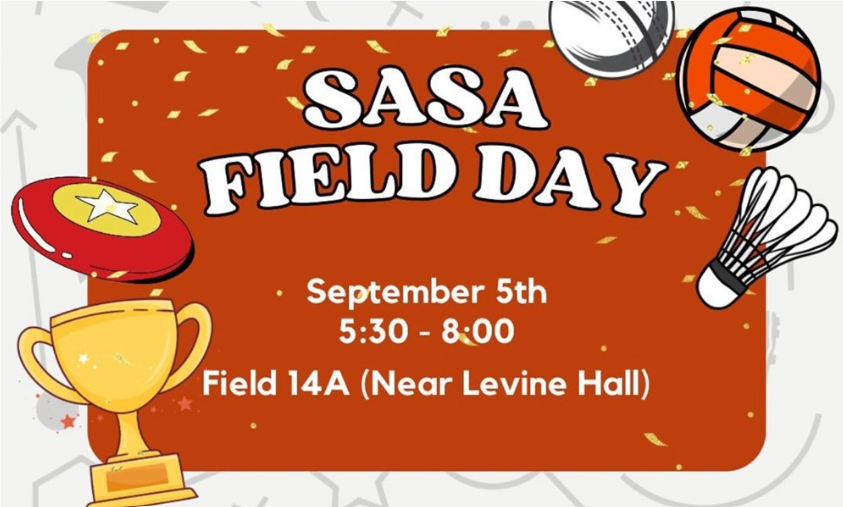 SASA
FIELD DAY
September 5th
5:30 - 8:00
Field 14A (Near Levine Hall)